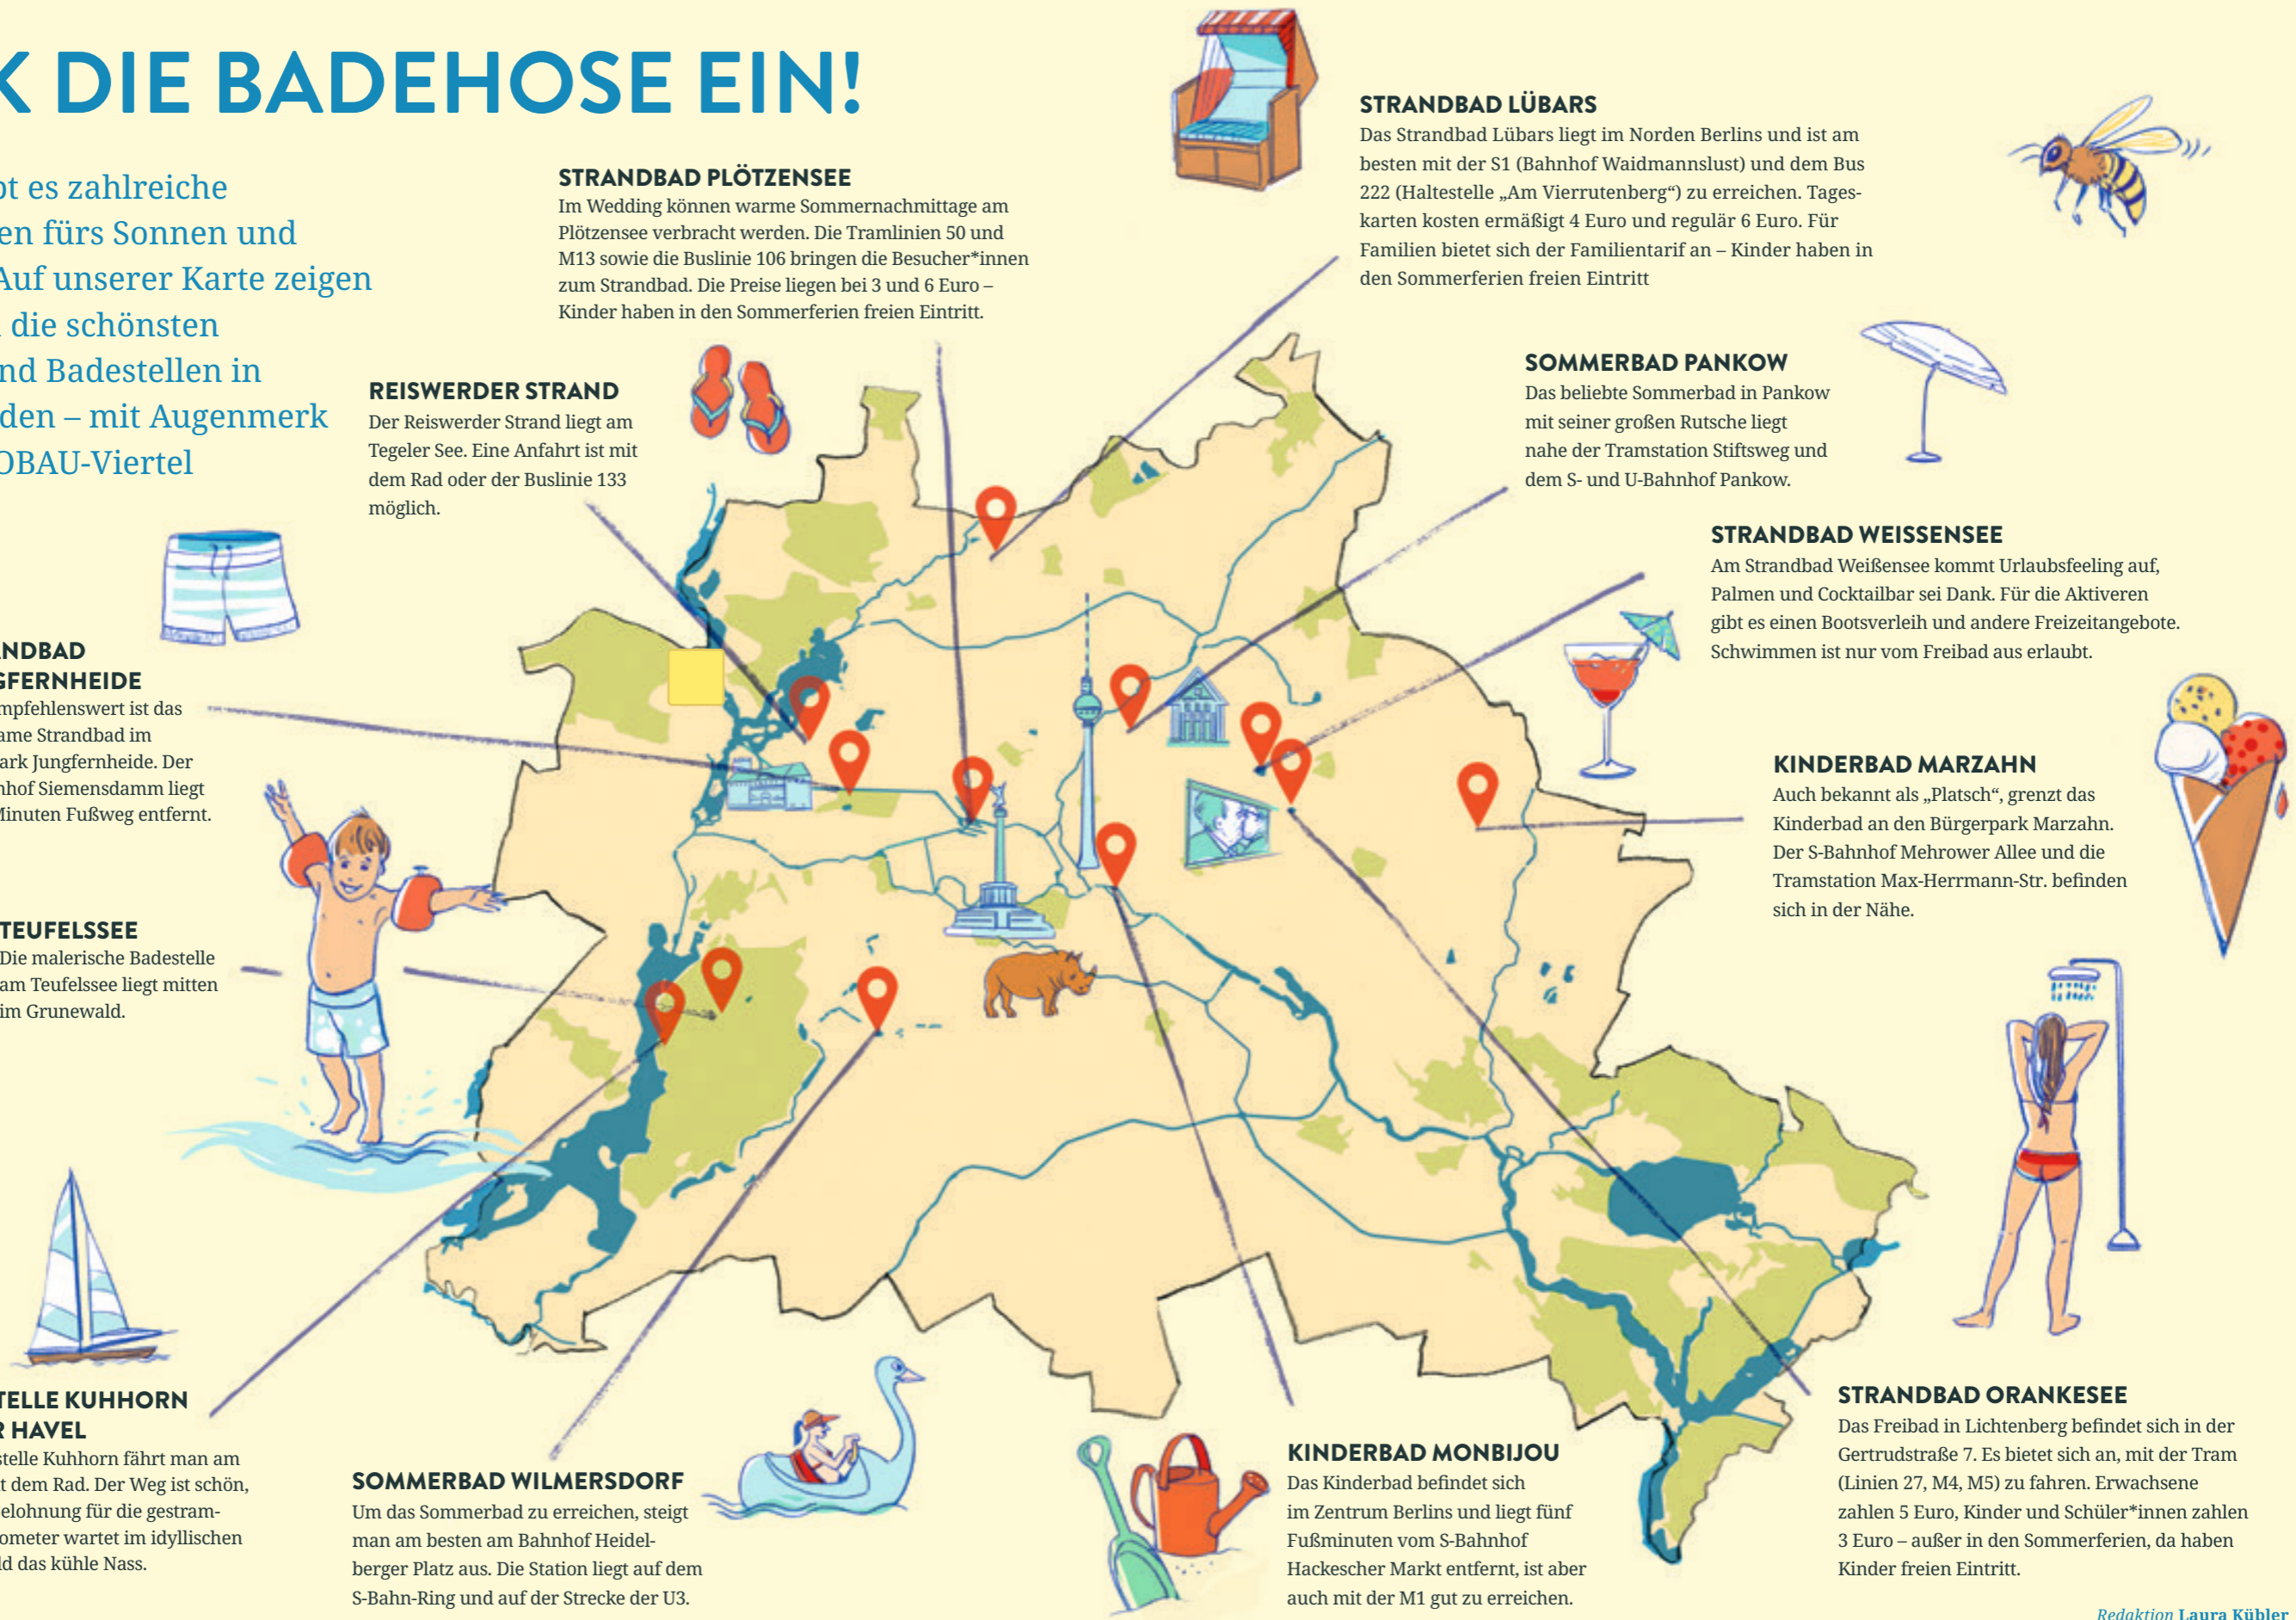 K DIE BADEHOSE EIN!
bt es zahlreiche
en fürs Sonnen und
Auf unserer Karte zeigen
die schönsten
nd Badestellen in
den – mit Augenmerk
OBAU-Viertel
STRANDBAD PLÖTZENSEE
Im Wedding können warme Sommernachmittage am
Plötzensee verbracht werden. Die Tramlinien 50 und
M13 sowie die Buslinie 106 bringen die Besucher*innen
zum Strandbad. Die Preise liegen bei 3 und 6 Euro –
Kinder haben in den Sommerferien freien Eintritt.
STRANDBAD LÜBARS
Das Strandbad Lübars liegt im Norden Berlins und ist am
besten mit der S1 (Bahnhof Waidmannslust) und dem Bus
222 (Haltestelle „Am Vierrutenberg“) zu erreichen. Tages-
karten kosten ermäßigt 4 Euro und regulär 6 Euro. Für
Familien bietet sich der Familientarif an – Kinder haben in
den Sommerferien freien Eintritt
REISWERDER STRAND
Der Reiswerder Strand liegt am
Tegeler See. Eine Anfahrt ist mit
dem Rad oder der Buslinie 133
möglich.
SOMMERBAD PANKOW
Das beliebte Sommerbad in Pankow
mit seiner großen Rutsche liegt
nahe der Tramstation Stiftsweg und
dem S- und U-Bahnhof Pankow.
STRANDBAD WEISSENSEE
Am Strandbad Weißensee kommt Urlaubsfeeling auf,
Palmen und Cocktailbar sei Dank. Für die Aktiveren
gibt es einen Bootsverleih und andere Freizeitangebote.
Schwimmen ist nur vom Freibad aus erlaubt.
NDBAD
GFERNHEIDE
mpfehlenswert ist das
ame Strandbad im
ark Jungfernheide. Der
nhof Siemensdamm liegt
Minuten Fußweg entfernt.
KINDERBAD MARZAHN
Auch bekannt als „Platsch“, grenzt das
Kinderbad an den Bürgerpark Marzahn.
Der S-Bahnhof Mehrower Allee und die
Tramstation Max-Herrmann-Str. befinden
sich in der Nähe.
TEUFELSSEE
Die malerische Badestelle
am Teufelssee liegt mitten
im Grunewald.
TELLE KUHHORN
R HAVEL
stelle Kuhhorn fährt man am
t dem Rad. Der Weg ist schön,
elohnung für die gestram-
ometer wartet im idyllischen
ld das kühle Nass.
SOMMERBAD WILMERSDORF
Um das Sommerbad zu erreichen, steigt
man am besten am Bahnhof Heidel-
berger Platz aus. Die Station liegt auf dem
S-Bahn-Ring und auf der Strecke der U3.
KINDERBAD MONBIJOU
Das Kinderbad befindet sich
im Zentrum Berlins und liegt fünf
Fußminuten vom S-Bahnhof
Hackescher Markt entfernt, ist aber
auch mit der M1 gut zu erreichen.
STRANDBAD ORANKESEE
Das Freibad in Lichtenberg befindet sich in der
Gertrudstraße 7. Es bietet sich an, mit der Tram
(Linien 27, M4, M5) zu fahren. Erwachsene
zahlen 5 Euro, Kinder und Schüler*innen zahlen
3 Euro – außer in den Sommerferien, da haben
Kinder freien Eintritt.
Redaktion Laura Kübler